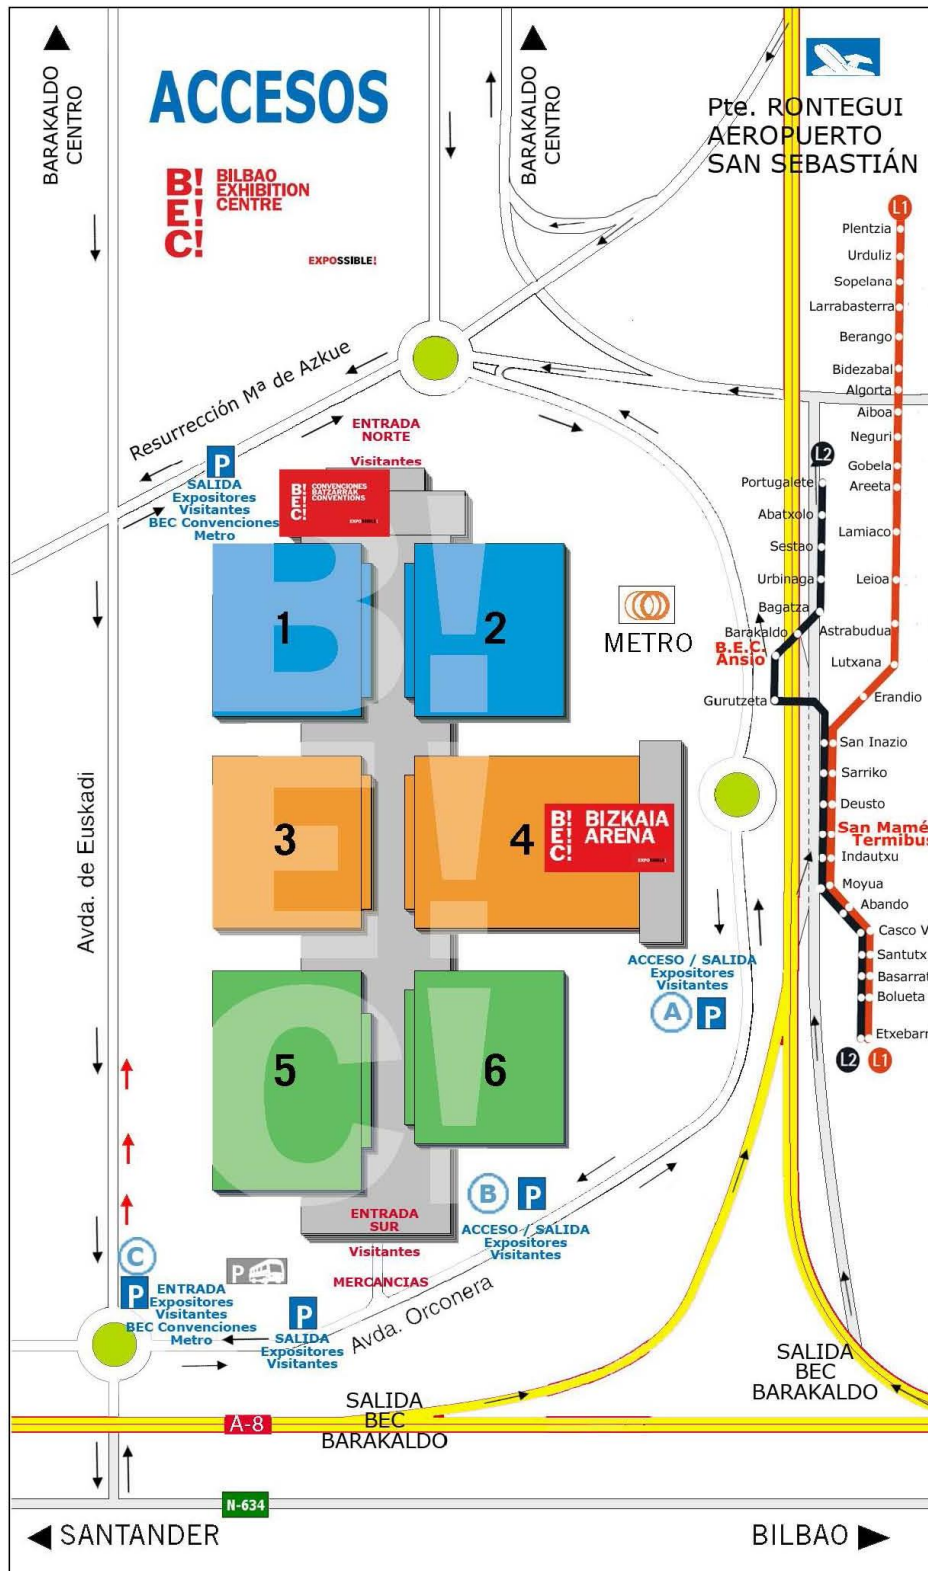 BARAKALDO
CENTRO
ACCESOS
BARAKALDO
CENTRO
Pte. RONTEGUI
AEROPUERTO
SAN SEBASTIÁN
B! BILBAO
E! EXHIBITION
C! CENTRE
EXPOSSIBLE!
L1
Plentzia
Urduliz
Sopelana
Larrabasterra
Berango
Bidezabal
Algorta
Aiboa
Neguri
Gobela
Areeta
Lamiaco
Leioa
Astrabudua
Lutxana
Erandio
L2
Portugalete
Abatxolo
Sestao
Urbinaga
Bagatza
Barakaldo
B.E.C.
Ansio
Gurutzeta
San Inazio
Sarriko
Deusto
San Mamé
Termibus
Indautxu
Moyua
Abando
Casco V
Santutx
Basarrat
Bolueta
Etxebarr
L2
L1
Resurrección Mª de Azkue
ENTRADA
NORTE
Visitantes
P
SALIDA
Expositores
Visitantes
BEC Convenciones
Metro
B! CONVENCIONES
E! BATZARRAK
C! CONVENTIONS
EXPOSSIBLE!
B!
E!
C!
1
2
METRO
3
4
B! BIZKAIA
E! ARENA
C!
EXPOSSIBLE!
5
6
Avda. de Euskadi
ACCESO / SALIDA
Expositores
Visitantes
A P
B P
ACCESO / SALIDA
Expositores
Visitantes
ENTRADA
SUR
Visitantes
MERCANCIAS
C
P
P
ENTRADA
Expositores
Visitantes
BEC Convenciones
Metro
P
SALIDA
Expositores
Visitantes
Avda. Orconera
SALIDA
BEC
BARAKALDO
SALIDA
BEC
BARAKALDO
A-8
N-634
SANTANDER
BILBAO